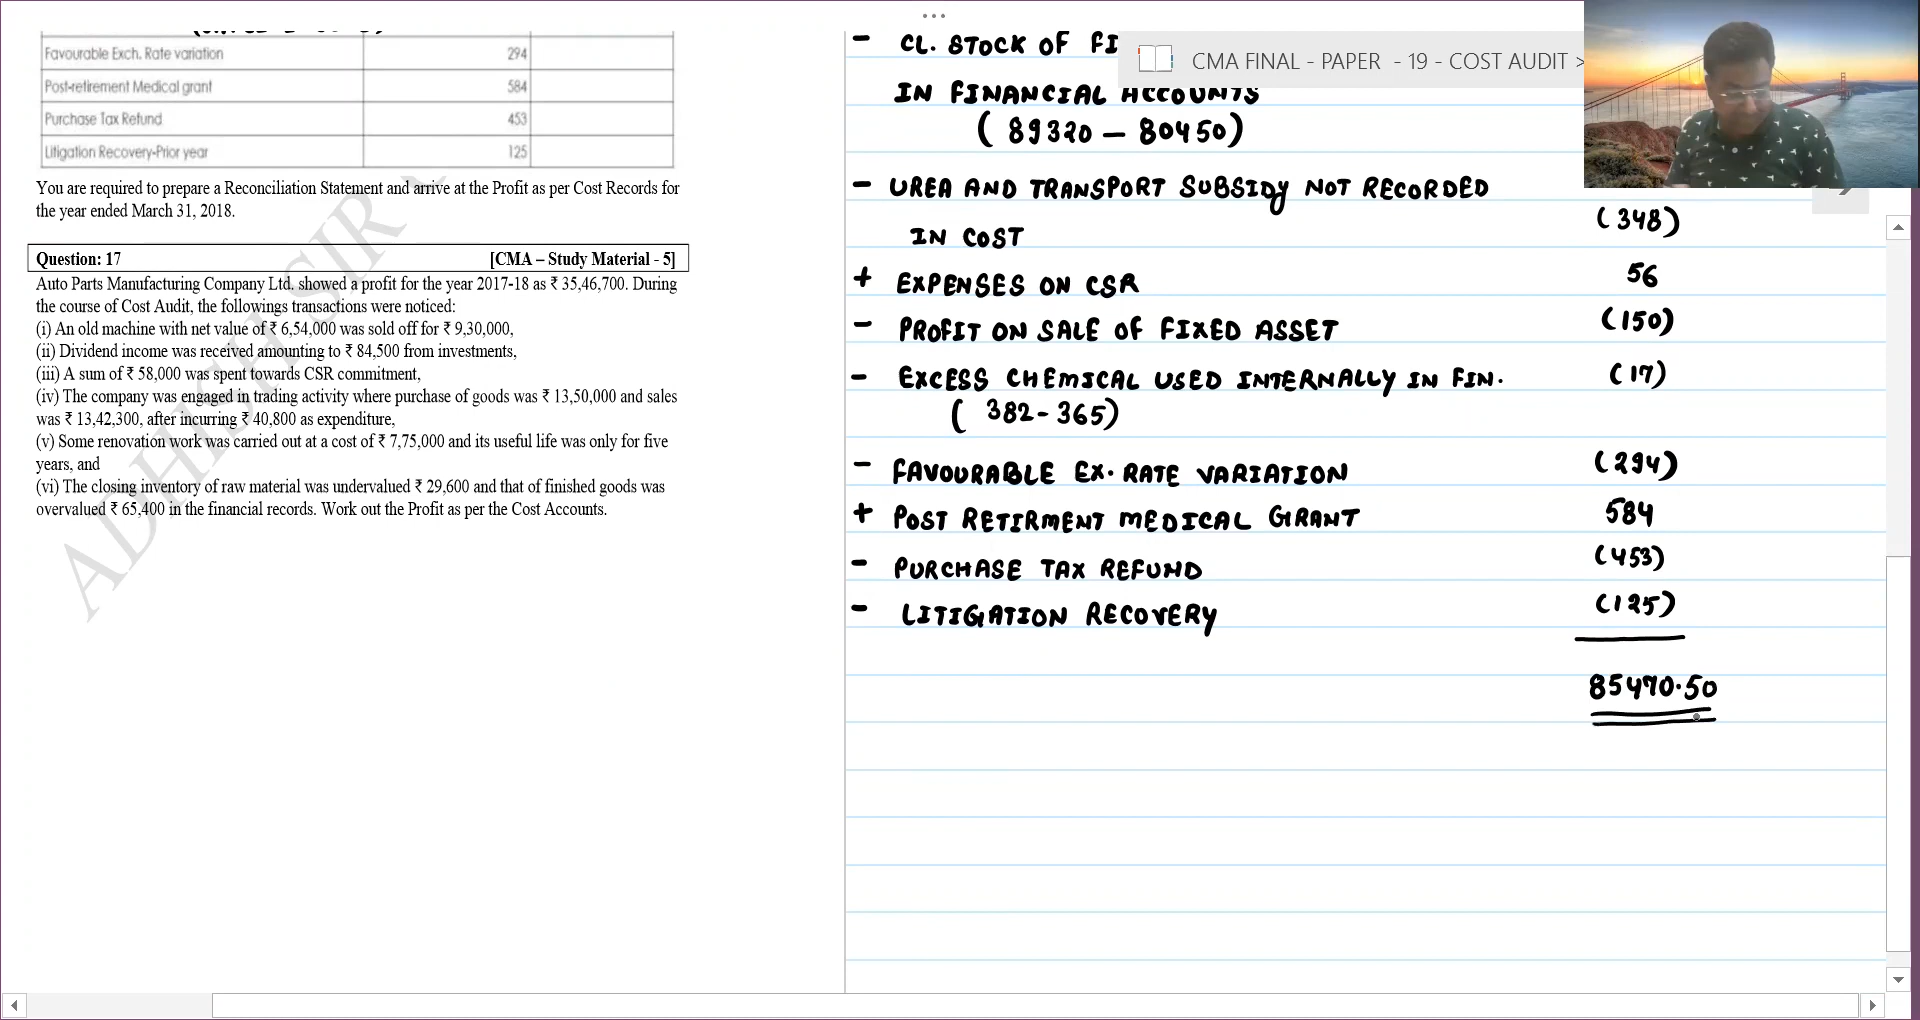 Favourable Exch. Rate variation 294
Post-retirement Medical grant 584
Purchase Tax Refund 453
Litigation Recovery-Prior year 125
You are required to prepare a Reconciliation Statement and arrive at the Profit as per Cost Records for
the year ended March 31, 2018.
Question: 17 [CMA – Study Material - 5]
Auto Parts Manufacturing Company Ltd. showed a profit for the year 2017-18 as ₹ 35,46,700. During
the course of Cost Audit, the followings transactions were noticed:
(i) An old machine with net value of ₹ 6,54,000 was sold off for ₹ 9,30,000,
(ii) Dividend income was received amounting to ₹ 84,500 from investments,
(iii) A sum of ₹ 58,000 was spent towards CSR commitment,
(iv) The company was engaged in trading activity where purchase of goods was ₹ 13,50,000 and sales
was ₹ 13,42,300, after incurring ₹ 40,800 as expenditure,
(v) Some renovation work was carried out at a cost of ₹ 7,75,000 and its useful life was only for five
years, and
(vi) The closing inventory of raw material was undervalued ₹ 29,600 and that of finished goods was
overvalued ₹ 65,400 in the financial records. Work out the Profit as per the Cost Accounts.
ADHISH SIR
CMA FINAL - PAPER - 19 - COST AUDIT >
- CL. STOCK OF FI
IN FINANCIAL ACCOUNTS
( 89320 – 80450)
- UREA AND TRANSPORT SUBSIDY NOT RECORDED
IN COST (348)
+ EXPENSES ON CSR 56
- PROFIT ON SALE OF FIXED ASSET (150)
- EXCESS CHEMICAL USED INTERNALLY IN FIN. (17)
( 382-365)
- FAVOURABLE EX. RATE VARIATION (294)
+ POST RETIRMENT MEDICAL GRANT 584
- PURCHASE TAX REFUND (453)
- LITIGATION RECOVERY (125)
85470.50